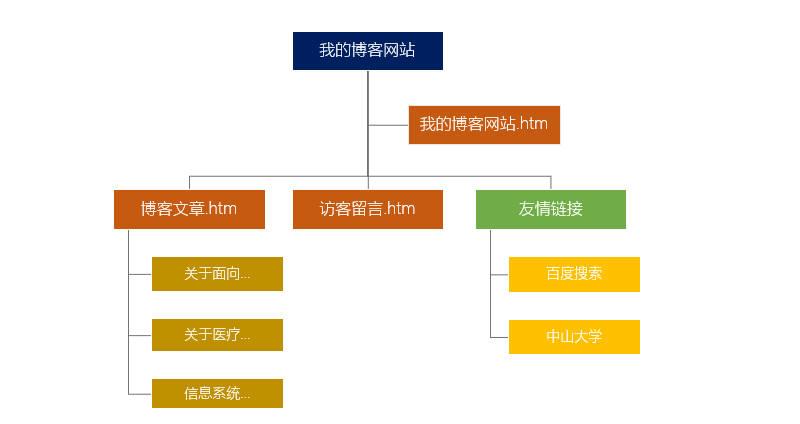 我的博客网站
我的博客网站.htm
博客文章.htm
访客留言.htm
友情链接
关于面向...
百度搜索
关于医疗...
中山大学
信息系统...